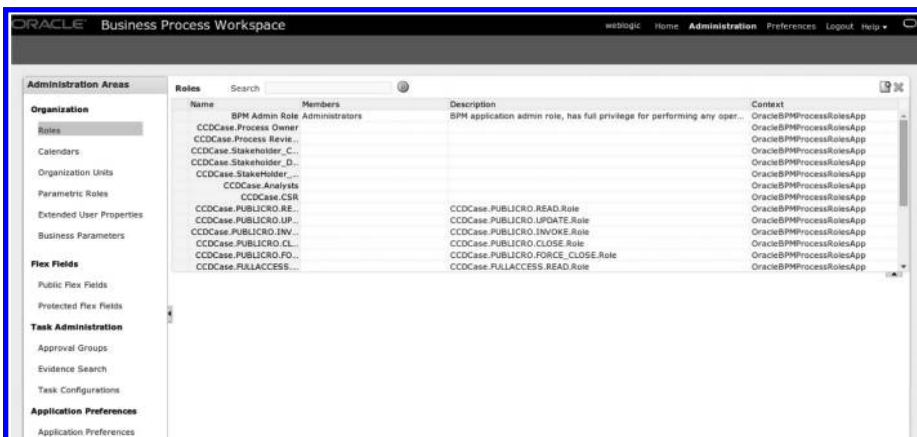 ORACLE Business Process Workspace weblogic Home Administration Preferences Logout Help
Administration Areas
Organization
Roles
Calendars
Organization Units
Parametric Roles
Extended User Properties
Business Parameters
Flex Fields
Public Flex Fields
Protected Flex Fields
Task Administration
Approval Groups
Evidence Search
Task Configurations
Application Preferences
Application Preferences
Roles Search
Name Members Description Context
BPM Admin Role Administrators BPM application admin role, has full privilege for performing any oper... OracleBPMProcessRolesApp
CCDCase.Process Owner OracleBPMProcessRolesApp
CCDCase.Process Revie... OracleBPMProcessRolesApp
CCDCase.Stakeholder_C... OracleBPMProcessRolesApp
CCDCase.Stakeholder_D... OracleBPMProcessRolesApp
CCDCase.StakeHolder_... OracleBPMProcessRolesApp
CCDCase.Analysts OracleBPMProcessRolesApp
CCDCase.CSR OracleBPMProcessRolesApp
CCDCase.PUBLICRO.RE... CCDCase.PUBLICRO.READ.Role OracleBPMProcessRolesApp
CCDCase.PUBLICRO.UP... CCDCase.PUBLICRO.UPDATE.Role OracleBPMProcessRolesApp
CCDCase.PUBLICRO.INV... CCDCase.PUBLICRO.INVOKE.Role OracleBPMProcessRolesApp
CCDCase.PUBLICRO.CL... CCDCase.PUBLICRO.CLOSE.Role OracleBPMProcessRolesApp
CCDCase.PUBLICRO.FO... CCDCase.PUBLICRO.FORCE_CLOSE.Role OracleBPMProcessRolesApp
CCDCase.FULLACCESS.... CCDCase.FULLACCESS.READ.Role OracleBPMProcessRolesApp